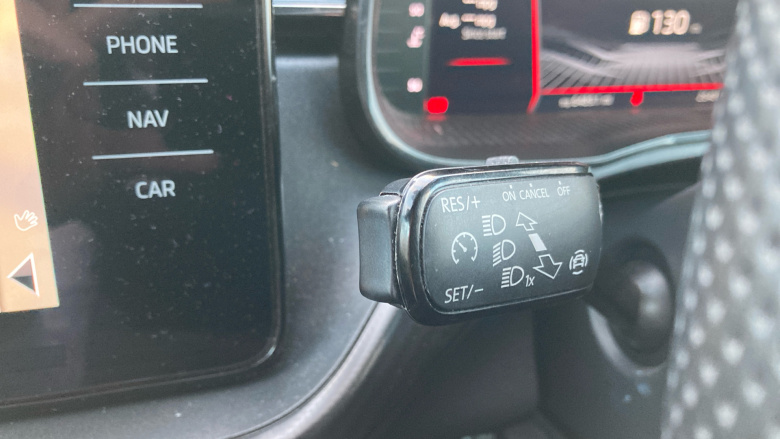 PHONE
NAV
CAR
130
RES/+
ON CANCEL OFF
1x
SET/−